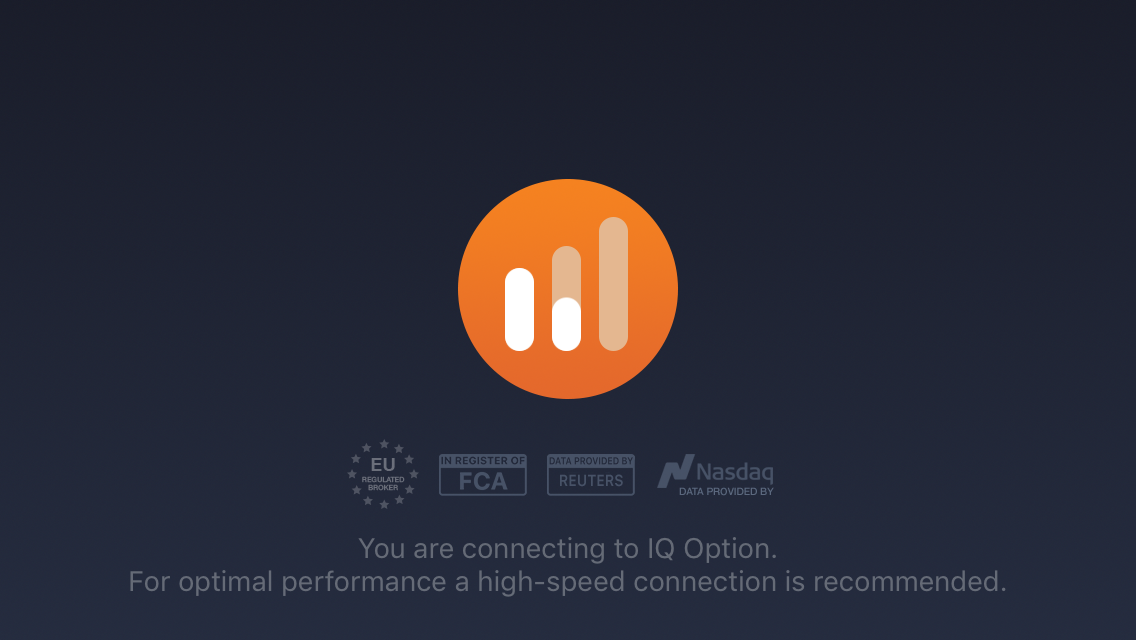 EU
REGULATED
BROKER
IN REGISTER OF
FCA
DATA PROVIDED BY
REUTERS
Nasdaq
DATA PROVIDED BY
You are connecting to IQ Option.
For optimal performance a high-speed connection is recommended.